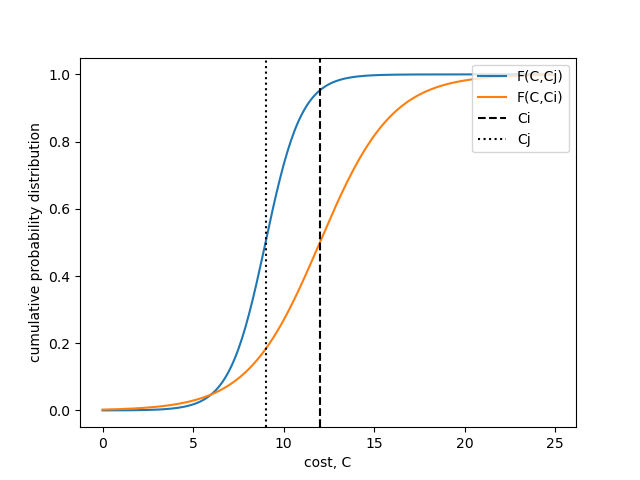 1.0
0.8
0.6
0.4
0.2
0.0
cumulative probability distribution
F(C,Cj)
F(C,Ci)
Ci
Cj
0 5 10 15 20 25
cost, C